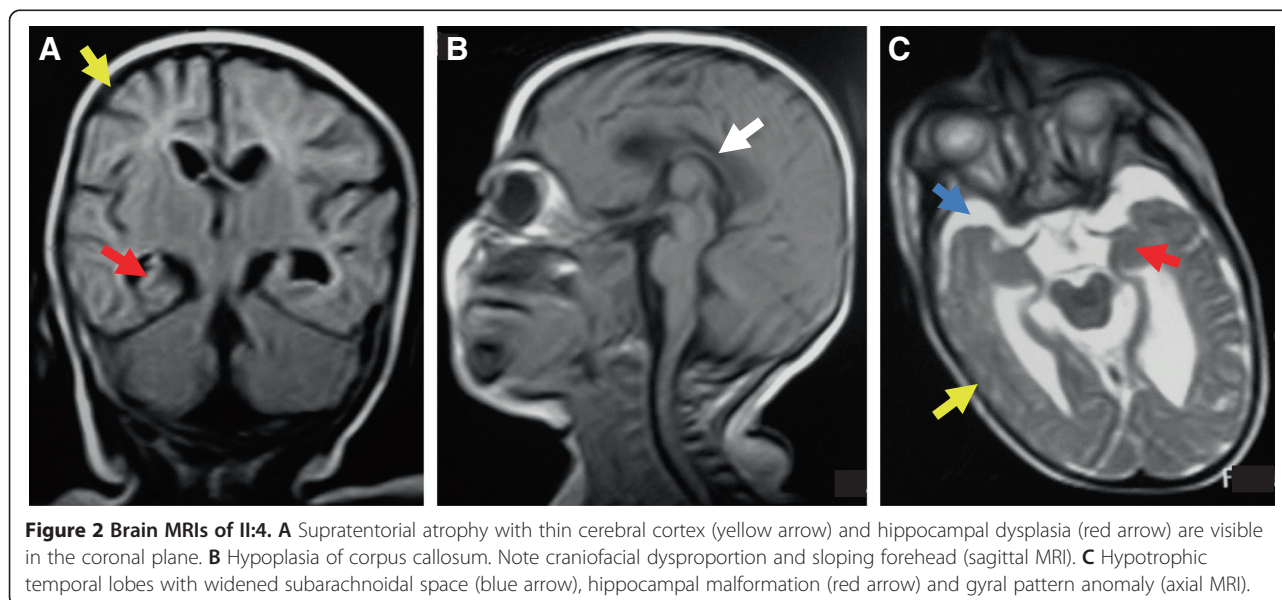 A
B
C
F
Figure 2 Brain MRIs of II:4. A Supratentorial atrophy with thin cerebral cortex (yellow arrow) and hippocampal dysplasia (red arrow) are visible
in the coronal plane. B Hypoplasia of corpus callosum. Note craniofacial dysproportion and sloping forehead (sagittal MRI). C Hypotrophic
temporal lobes with widened subarachnoidal space (blue arrow), hippocampal malformation (red arrow) and gyral pattern anomaly (axial MRI).